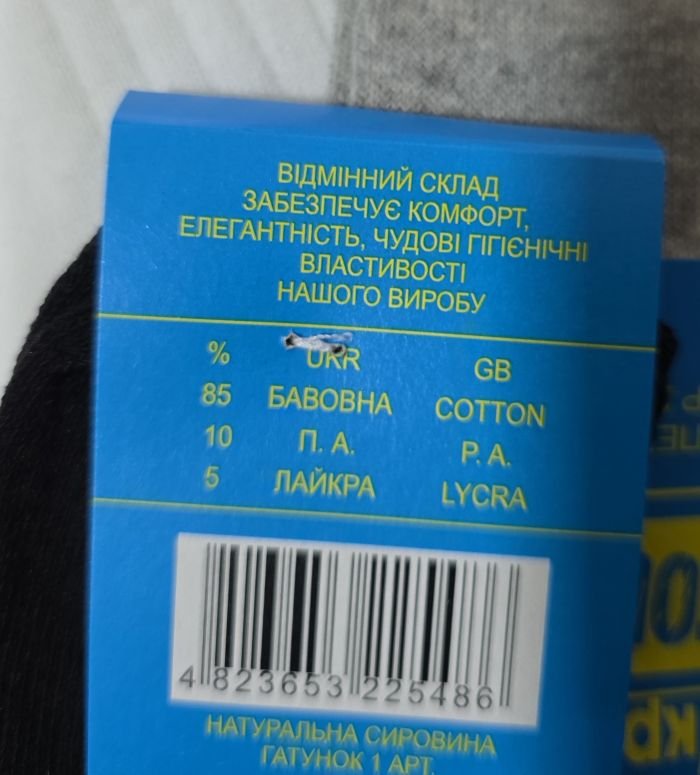 ВІДМІННИЙ СКЛАД
ЗАБЕЗПЕЧУЄ КОМФОРТ,
ЕЛЕГАНТНІСТЬ, ЧУДОВІ ГІГІЄНІЧНІ
ВЛАСТИВОСТІ
НАШОГО ВИРОБУ
% UKR GB
85 БАВОВНА COTTON
10 П. А. P. A.
5 ЛАЙКРА LYCRA
4 823653 225486
НАТУРАЛЬНА СИРОВИНА
ГАТУНОК 1 АРТ.